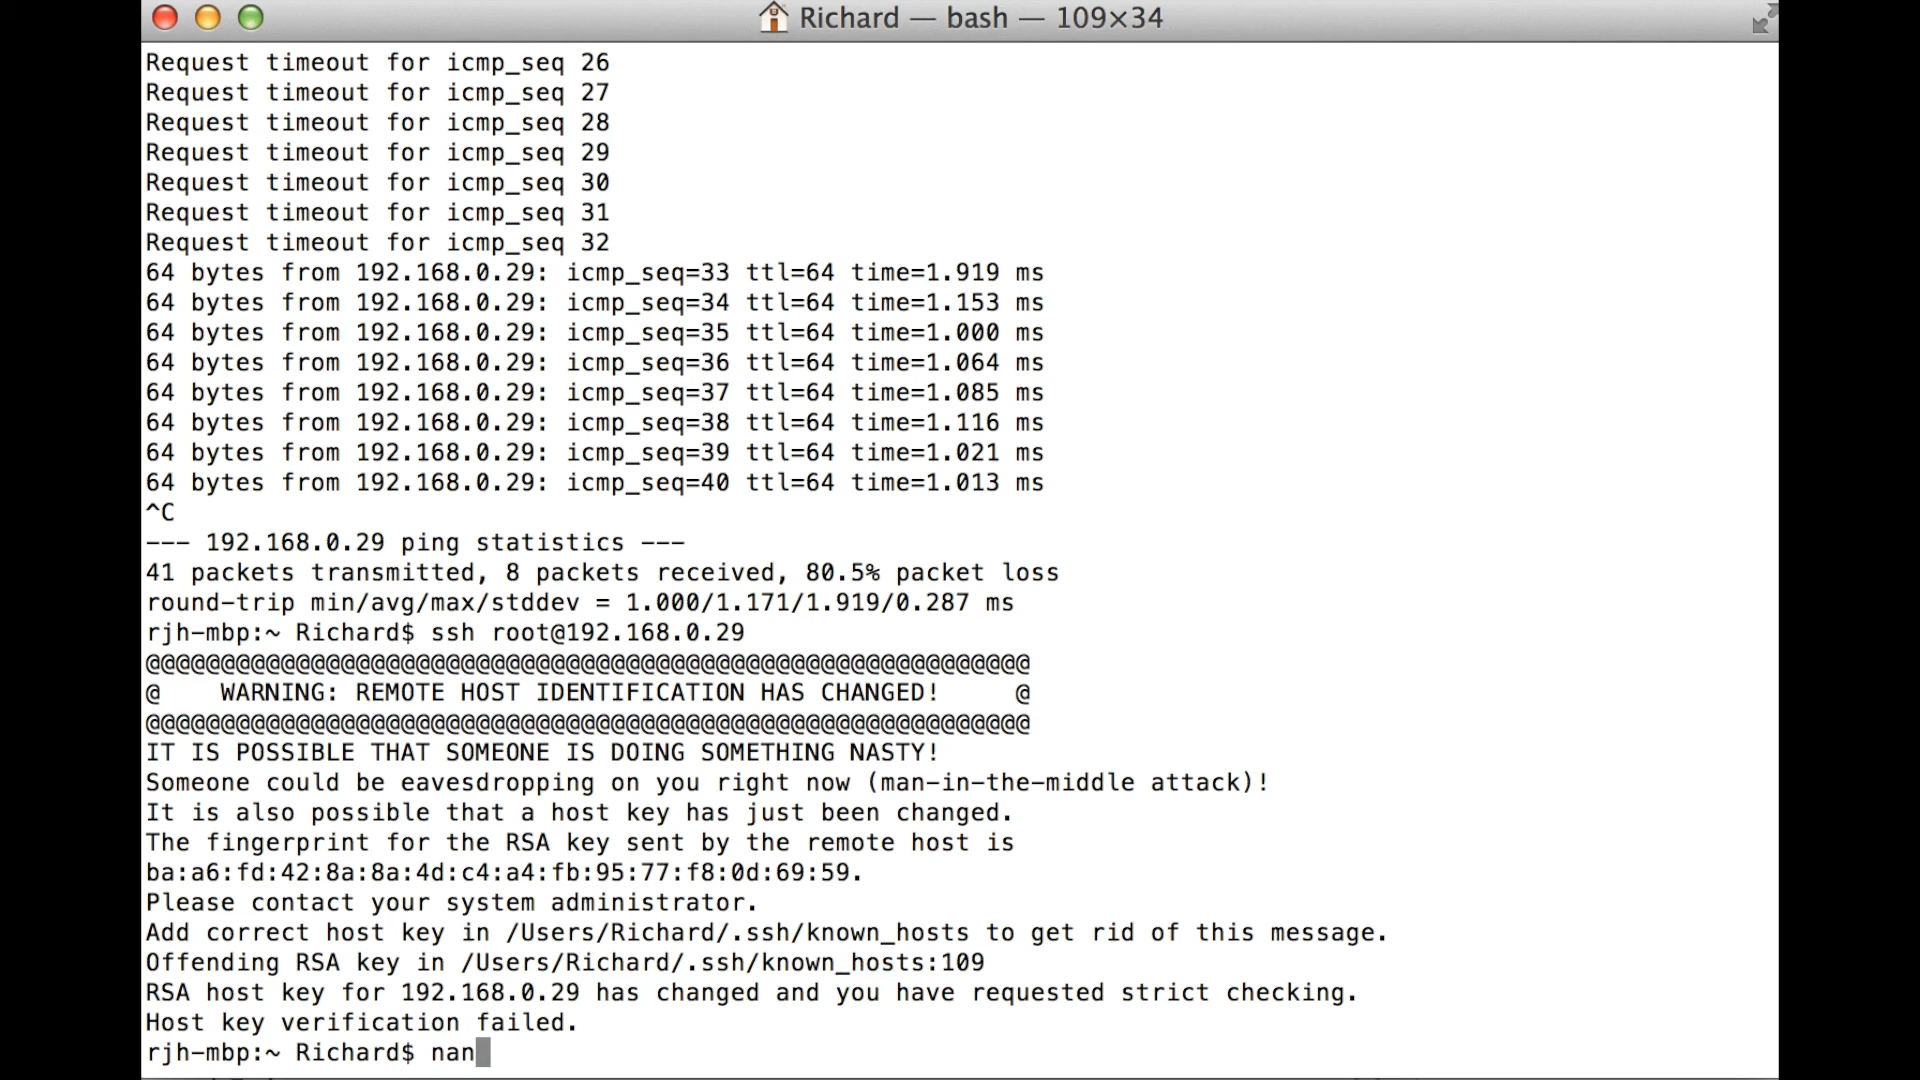 Richard — bash — 109×34
Request timeout for icmp_seq 26
Request timeout for icmp_seq 27
Request timeout for icmp_seq 28
Request timeout for icmp_seq 29
Request timeout for icmp_seq 30
Request timeout for icmp_seq 31
Request timeout for icmp_seq 32
64 bytes from 192.168.0.29: icmp_seq=33 ttl=64 time=1.919 ms
64 bytes from 192.168.0.29: icmp_seq=34 ttl=64 time=1.153 ms
64 bytes from 192.168.0.29: icmp_seq=35 ttl=64 time=1.000 ms
64 bytes from 192.168.0.29: icmp_seq=36 ttl=64 time=1.064 ms
64 bytes from 192.168.0.29: icmp_seq=37 ttl=64 time=1.085 ms
64 bytes from 192.168.0.29: icmp_seq=38 ttl=64 time=1.116 ms
64 bytes from 192.168.0.29: icmp_seq=39 ttl=64 time=1.021 ms
64 bytes from 192.168.0.29: icmp_seq=40 ttl=64 time=1.013 ms
^C
--- 192.168.0.29 ping statistics ---
41 packets transmitted, 8 packets received, 80.5% packet loss
round-trip min/avg/max/stddev = 1.000/1.171/1.919/0.287 ms
rjh-mbp:~ Richard$ ssh root@192.168.0.29
@@@@@@@@@@@@@@@@@@@@@@@@@@@@@@@@@@@@@@@@@@@@@@@@@@@@@@@@@@@
@    WARNING: REMOTE HOST IDENTIFICATION HAS CHANGED!     @
@@@@@@@@@@@@@@@@@@@@@@@@@@@@@@@@@@@@@@@@@@@@@@@@@@@@@@@@@@@
IT IS POSSIBLE THAT SOMEONE IS DOING SOMETHING NASTY!
Someone could be eavesdropping on you right now (man-in-the-middle attack)!
It is also possible that a host key has just been changed.
The fingerprint for the RSA key sent by the remote host is
ba:a6:fd:42:8a:8a:4d:c4:a4:fb:95:77:f8:0d:69:59.
Please contact your system administrator.
Add correct host key in /Users/Richard/.ssh/known_hosts to get rid of this message.
Offending RSA key in /Users/Richard/.ssh/known_hosts:109
RSA host key for 192.168.0.29 has changed and you have requested strict checking.
Host key verification failed.
rjh-mbp:~ Richard$ nan